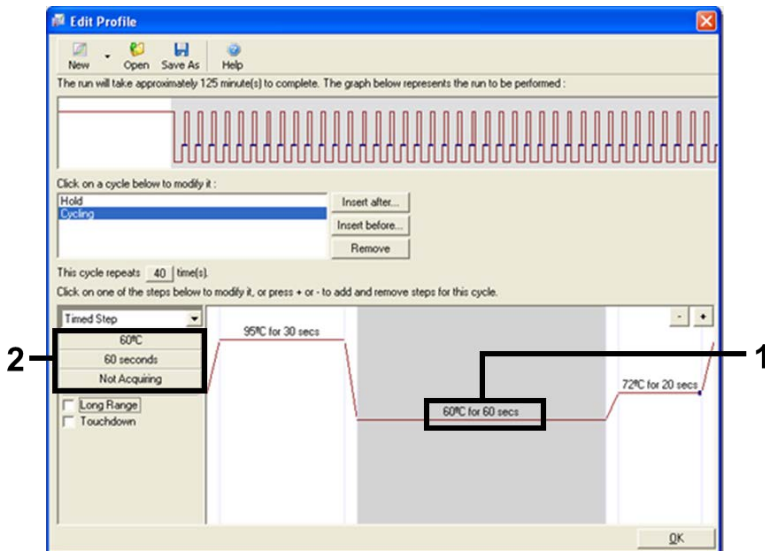 Edit Profile
New Open Save As Help
The run will take approximately 125 minute(s) to complete. The graph below represents the run to be performed :
Click on a cycle below to modify it :
Hold
Cycling
Insert after...
Insert before...
Remove
This cycle repeats 40 time(s).
Click on one of the steps below to modify it, or press + or - to add and remove steps for this cycle.
Timed Step
- +
60ºC
60 seconds
Not Acquiring
Long Range
Touchdown
95ºC for 30 secs
60ºC for 60 secs
72ºC for 20 secs
2
1
OK